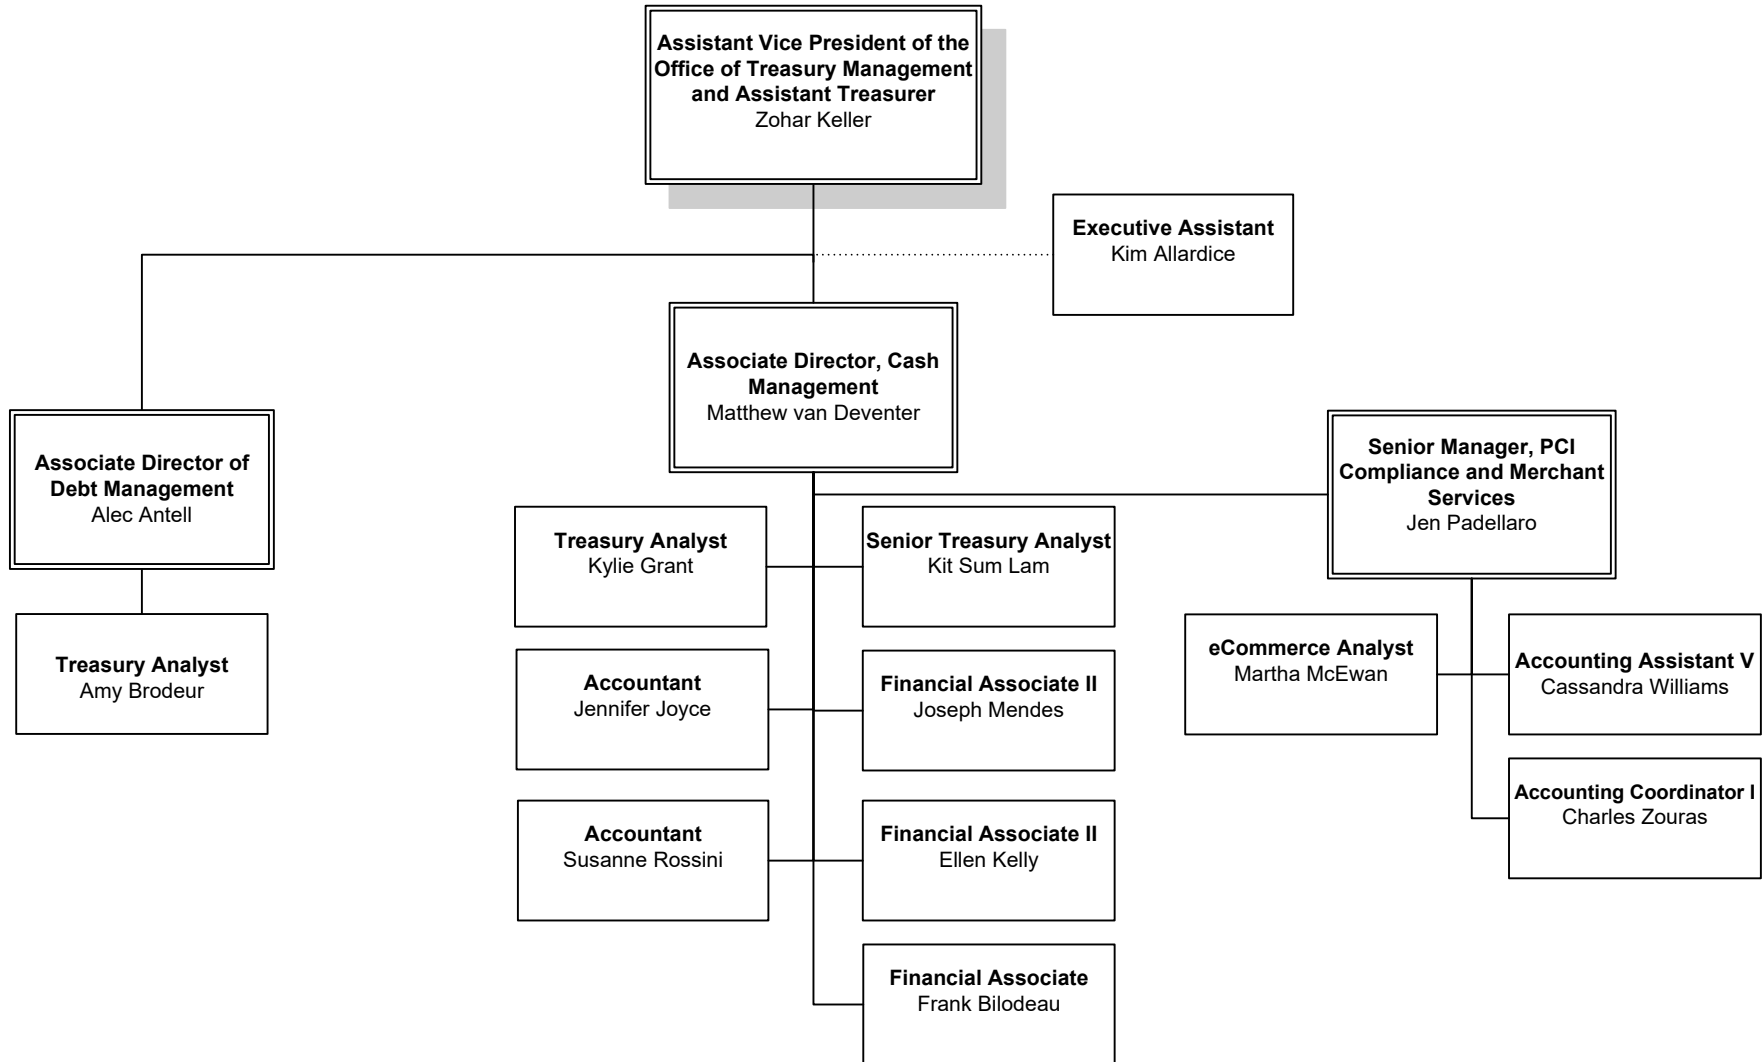 Assistant Vice President of the
Office of Treasury Management
and Assistant Treasurer
Zohar Keller
Executive Assistant
Kim Allardice
Associate Director, Cash
Management
Matthew van Deventer
Associate Director of
Debt Management
Alec Antell
Senior Manager, PCI
Compliance and Merchant
Services
Jen Padellaro
Treasury Analyst
Kylie Grant
Senior Treasury Analyst
Kit Sum Lam
Treasury Analyst
Amy Brodeur
eCommerce Analyst
Martha McEwan
Accounting Assistant V
Cassandra Williams
Accountant
Jennifer Joyce
Financial Associate II
Joseph Mendes
Accounting Coordinator I
Charles Zouras
Accountant
Susanne Rossini
Financial Associate II
Ellen Kelly
Financial Associate
Frank Bilodeau